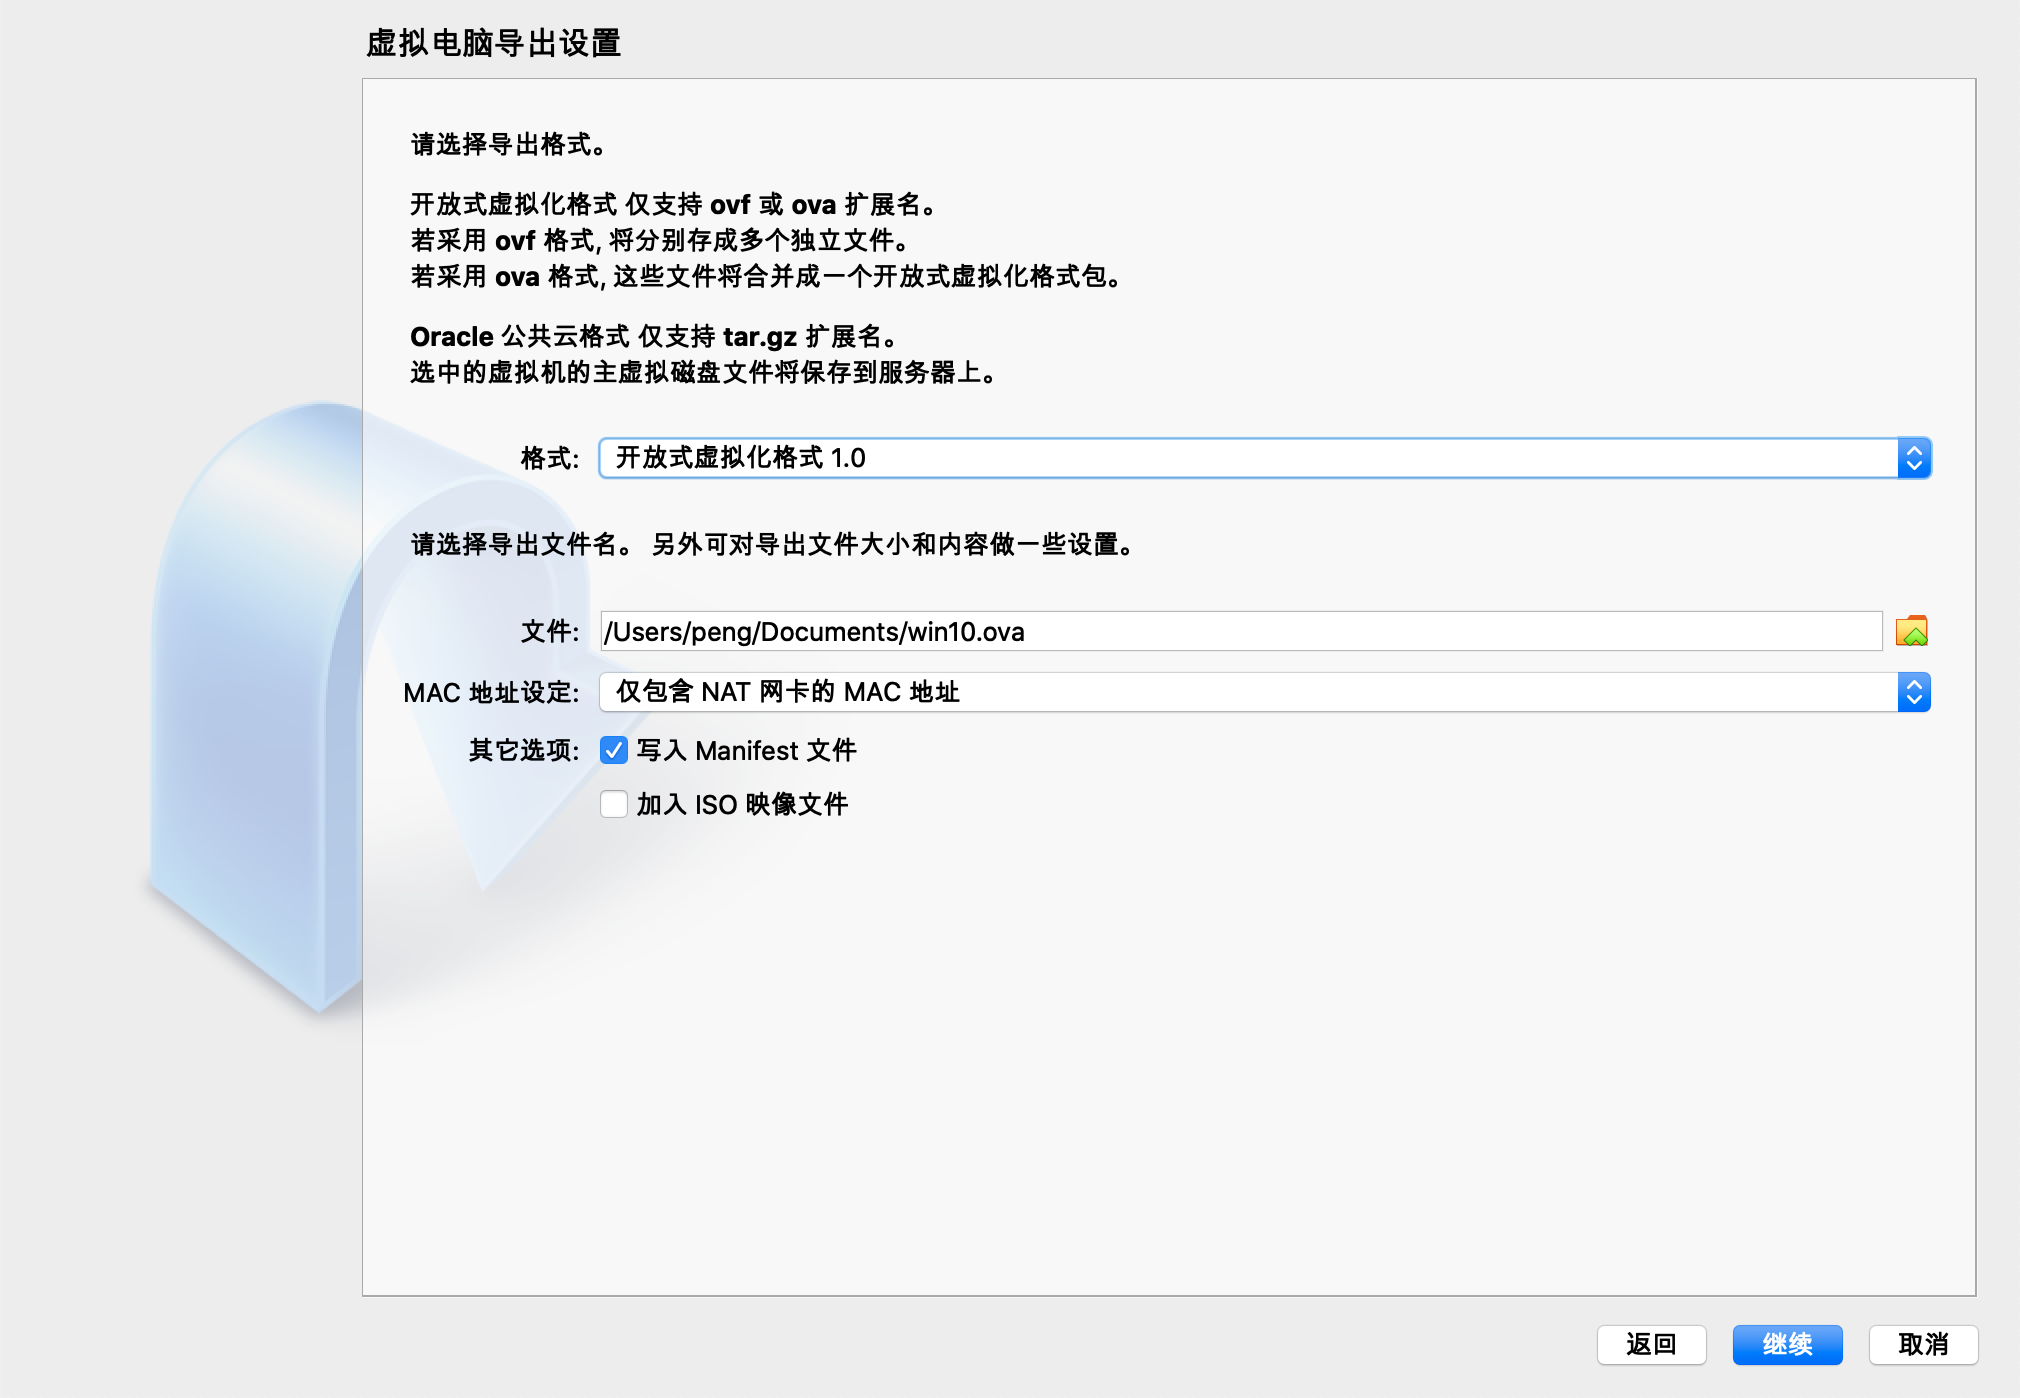 虚拟电脑导出设置
请选择导出格式。
开放式虚拟化格式 仅支持 ovf 或 ova 扩展名。
若采用 ovf 格式, 将分别存成多个独立文件。
若采用 ova 格式, 这些文件将合并成一个开放式虚拟化格式包。
Oracle 公共云格式 仅支持 tar.gz 扩展名。
选中的虚拟机的主虚拟磁盘文件将保存到服务器上。
格式: 开放式虚拟化格式 1.0
请选择导出文件名。 另外可对导出文件大小和内容做一些设置。
文件: /Users/peng/Documents/win10.ova
MAC 地址设定: 仅包含 NAT 网卡的 MAC 地址
其它选项: 写入 Manifest 文件
加入 ISO 映像文件
返回 继续 取消